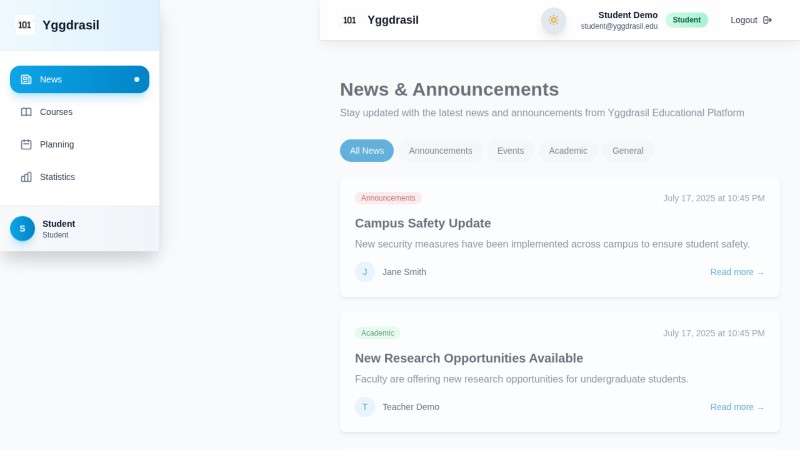 101 Yggdrasil
News
Courses
Planning
Statistics
S
Student
Student
101 Yggdrasil
Student Demo
student@yggdrasil.edu
Student
Logout
News & Announcements
Stay updated with the latest news and announcements from Yggdrasil Educational Platform
All News Announcements Events Academic General
Announcements July 17, 2025 at 10:45 PM
Campus Safety Update
New security measures have been implemented across campus to ensure student safety.
J Jane Smith Read more →
Academic July 17, 2025 at 10:45 PM
New Research Opportunities Available
Faculty are offering new research opportunities for undergraduate students.
T Teacher Demo Read more →